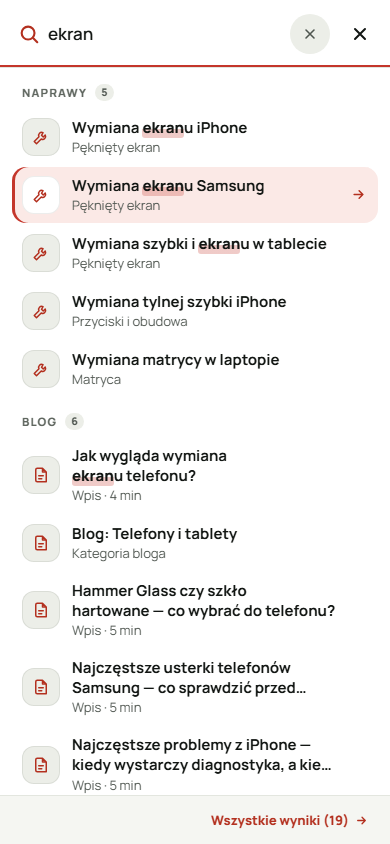 ekran
NAPRAWY 5
Wymiana ekranu iPhone
Pęknięty ekran
Wymiana ekranu Samsung
Pęknięty ekran
Wymiana szybki i ekranu w tablecie
Pęknięty ekran
Wymiana tylnej szybki iPhone
Przyciski i obudowa
Wymiana matrycy w laptopie
Matryca
BLOG 6
Jak wygląda wymiana
ekranu telefonu?
Wpis · 4 min
Blog: Telefony i tablety
Kategoria bloga
Hammer Glass czy szkło
hartowane — co wybrać do telefonu?
Wpis · 5 min
Najczęstsze usterki telefonów
Samsung — co sprawdzić przed…
Wpis · 5 min
Najczęstsze problemy z iPhone —
kiedy wystarczy diagnostyka, a kie…
Wpis · 5 min
Wszystkie wyniki (19) →